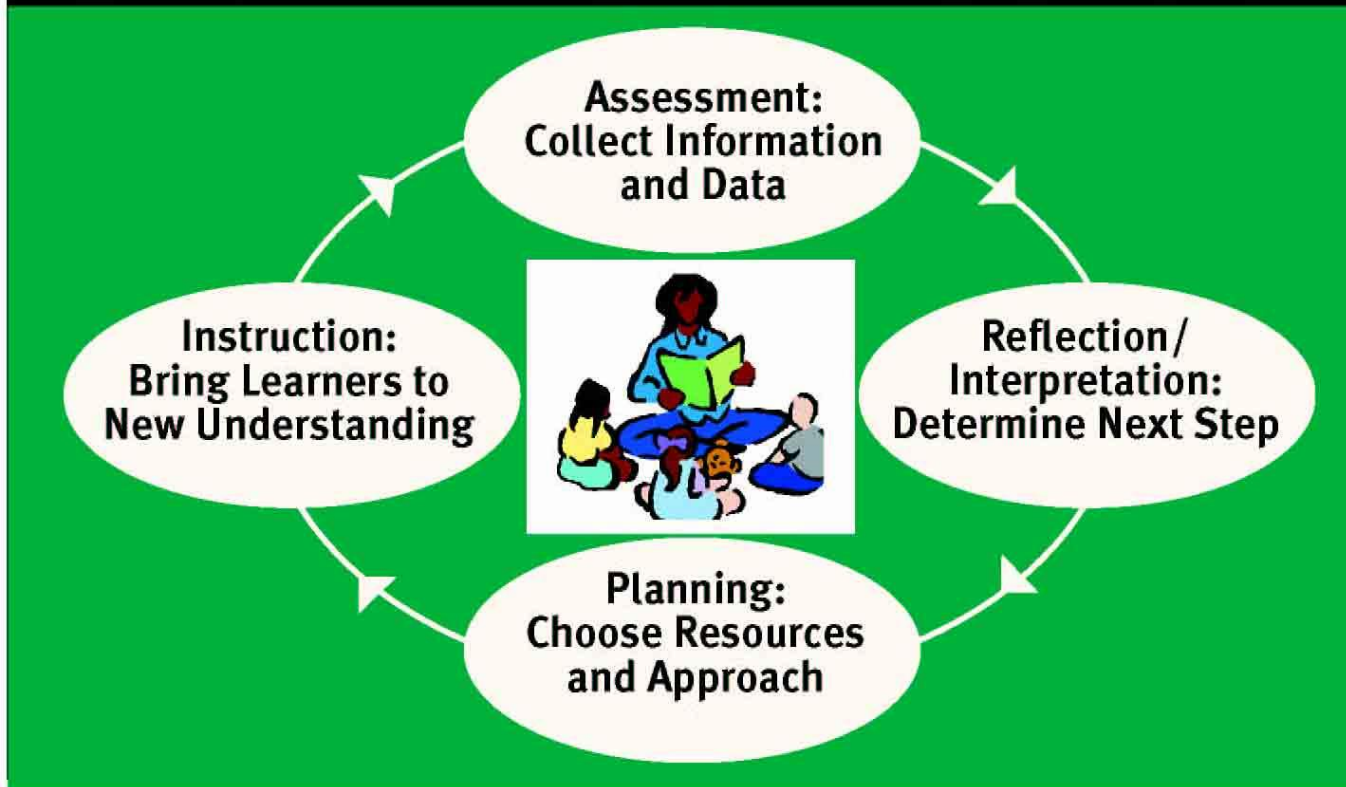 Assessment:
Collect Information
and Data
Instruction:
Bring Learners to
New Understanding
Reflection/
Interpretation:
Determine Next Step
Planning:
Choose Resources
and Approach